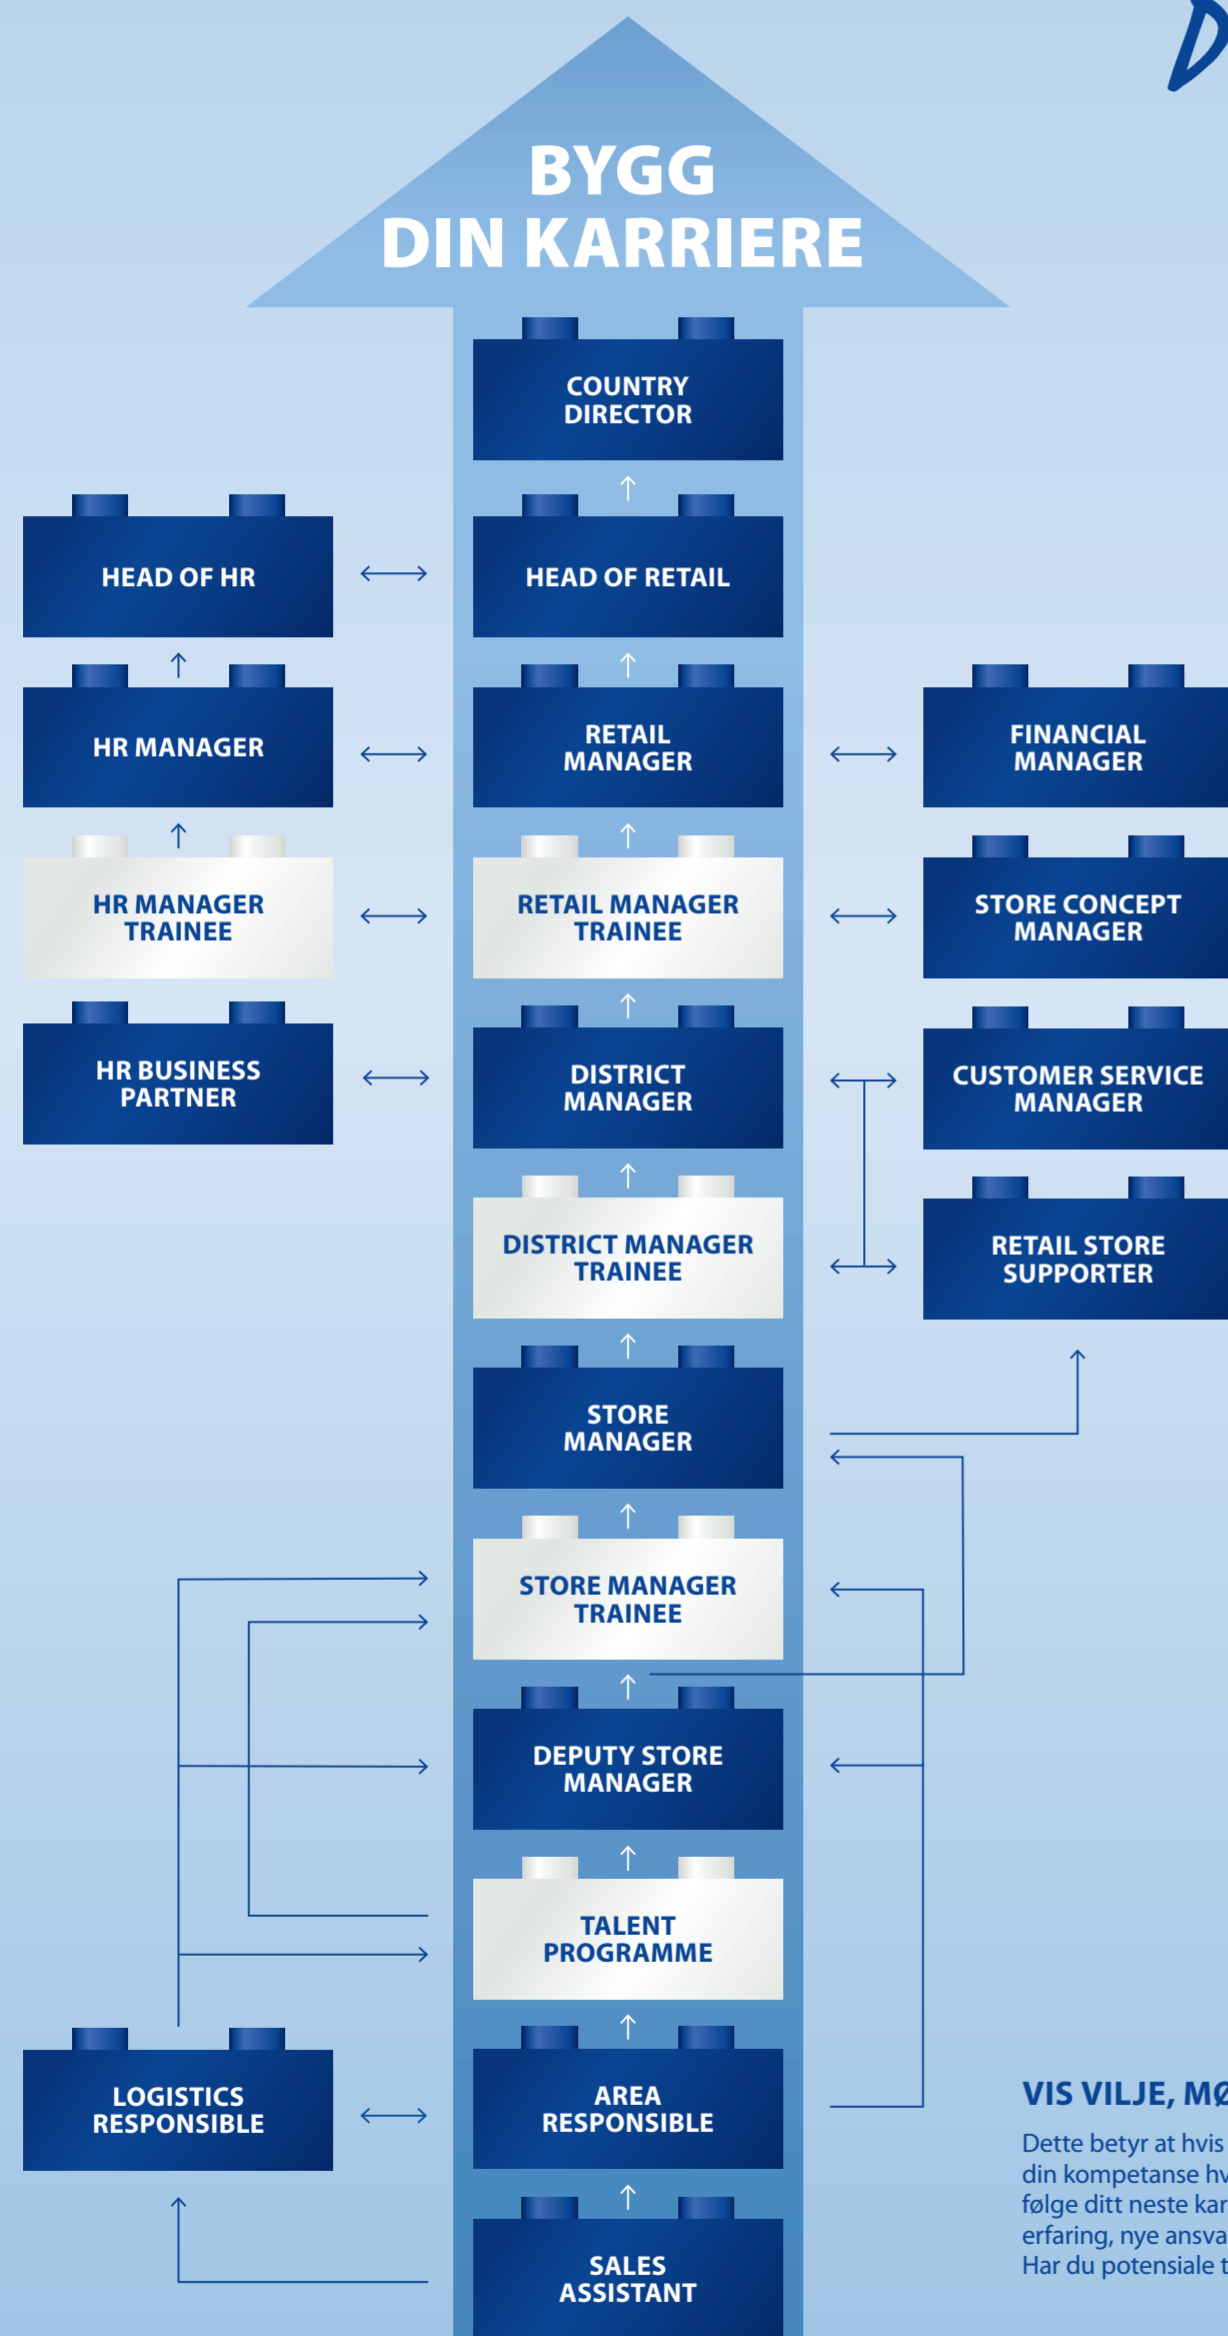 BYGG
DIN KARRIERE
COUNTRY
DIRECTOR
HEAD OF HR
HEAD OF RETAIL
HR MANAGER
RETAIL
MANAGER
FINANCIAL
MANAGER
HR MANAGER
TRAINEE
RETAIL MANAGER
TRAINEE
STORE CONCEPT
MANAGER
HR BUSINESS
PARTNER
DISTRICT
MANAGER
CUSTOMER SERVICE
MANAGER
DISTRICT MANAGER
TRAINEE
RETAIL STORE
SUPPORTER
STORE
MANAGER
STORE MANAGER
TRAINEE
DEPUTY STORE
MANAGER
TALENT
PROGRAMME
LOGISTICS
RESPONSIBLE
AREA
RESPONSIBLE
SALES
ASSISTANT
VIS VILJE,
Dette betyr at hvis
din kompetanse
følge ditt neste
erfaring, nye
Har du potensiale